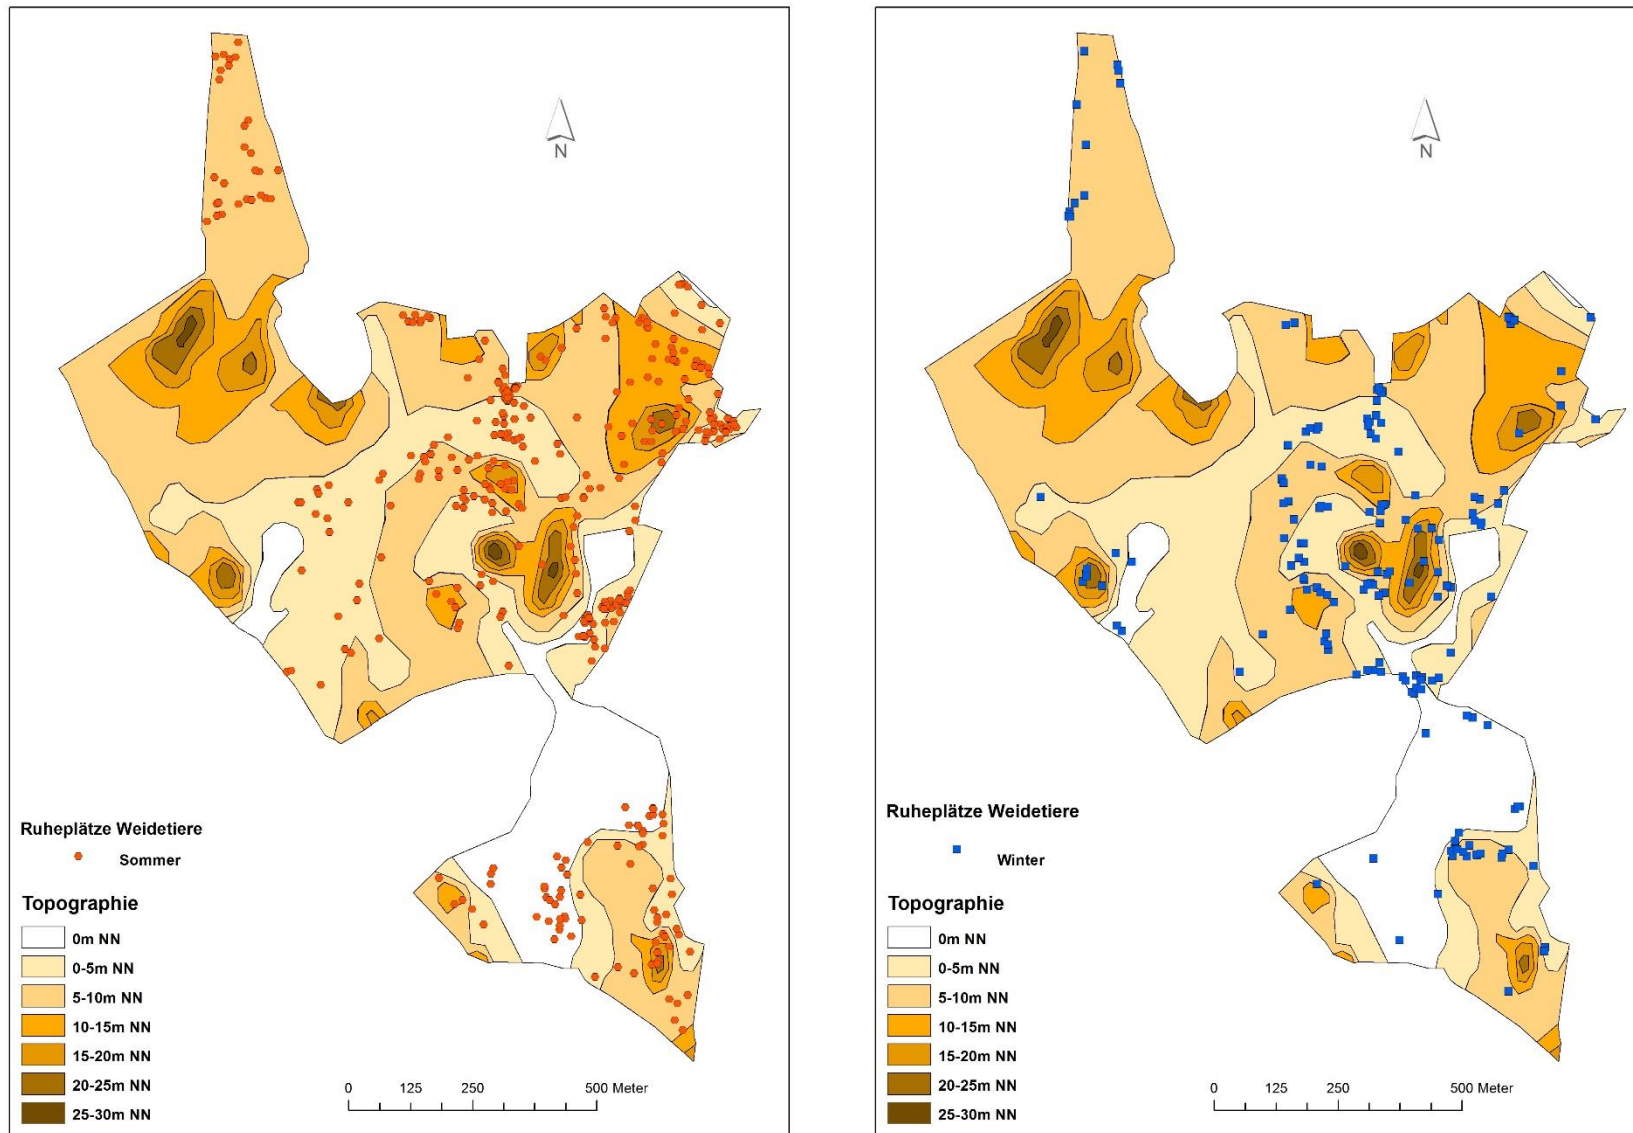 N
Ruheplätze Weidetiere
Sommer
Topographie
0m NN
0-5m NN
5-10m NN
10-15m NN
15-20m NN
20-25m NN
25-30m NN
0 125 250 500 Meter
N
Ruheplätze Weidetiere
Winter
Topographie
0m NN
0-5m NN
5-10m NN
10-15m NN
15-20m NN
20-25m NN
25-30m NN
0 125 250 500 Meter